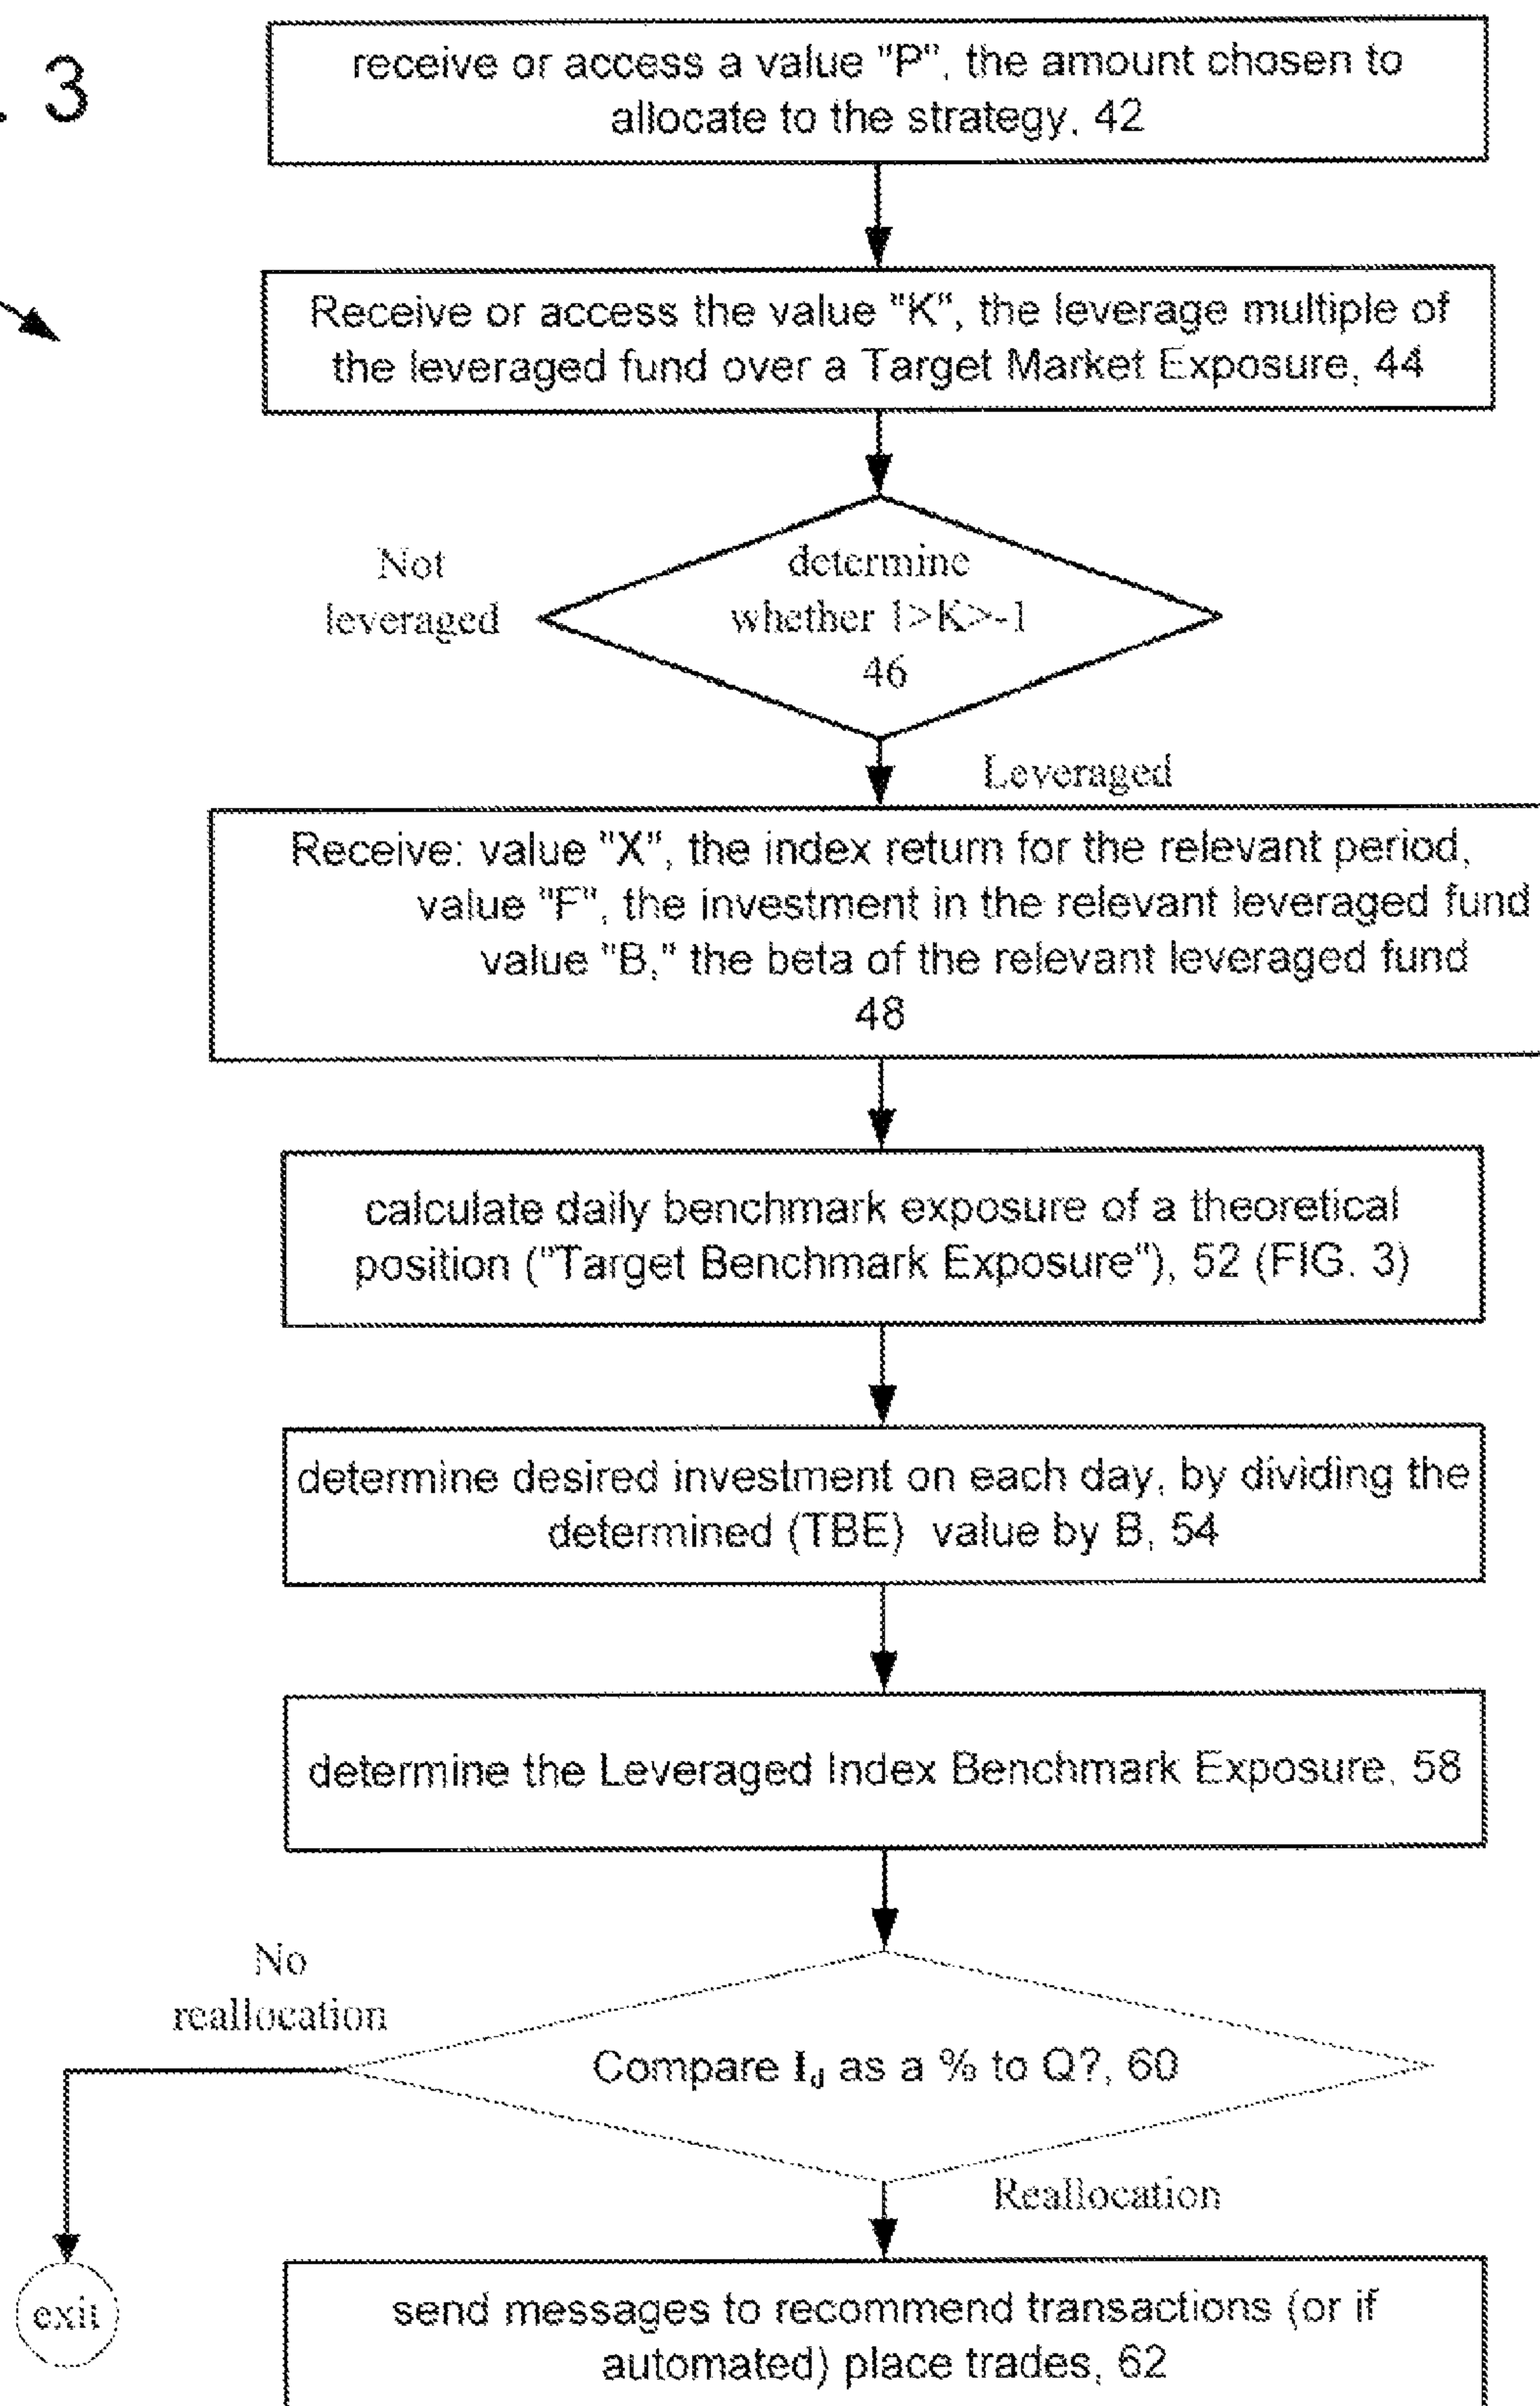 . 3
receive or access a value "P", the amount chosen to
allocate to the strategy, 42
Receive or access the value "K", the leverage multiple of
the leveraged fund over a Target Market Exposure, 44
Not
leveraged
determine
whether 1>K>-1
46
Leveraged
Receive: value "X", the index return for the relevant period,
value "F", the investment in the relevant leveraged fund
value "B," the beta of the relevant leveraged fund
48
calculate daily benchmark exposure of a theoretical
position ("Target Benchmark Exposure"), 52 (FIG. 3)
determine desired investment on each day, by dividing the
determined (TBE) value by B, 54
determine the Leveraged Index Benchmark Exposure, 58
No
reallocation
Compare I_d as a % to Q?, 60
Reallocation
exit
send messages to recommend transactions (or if
automated) place trades, 62